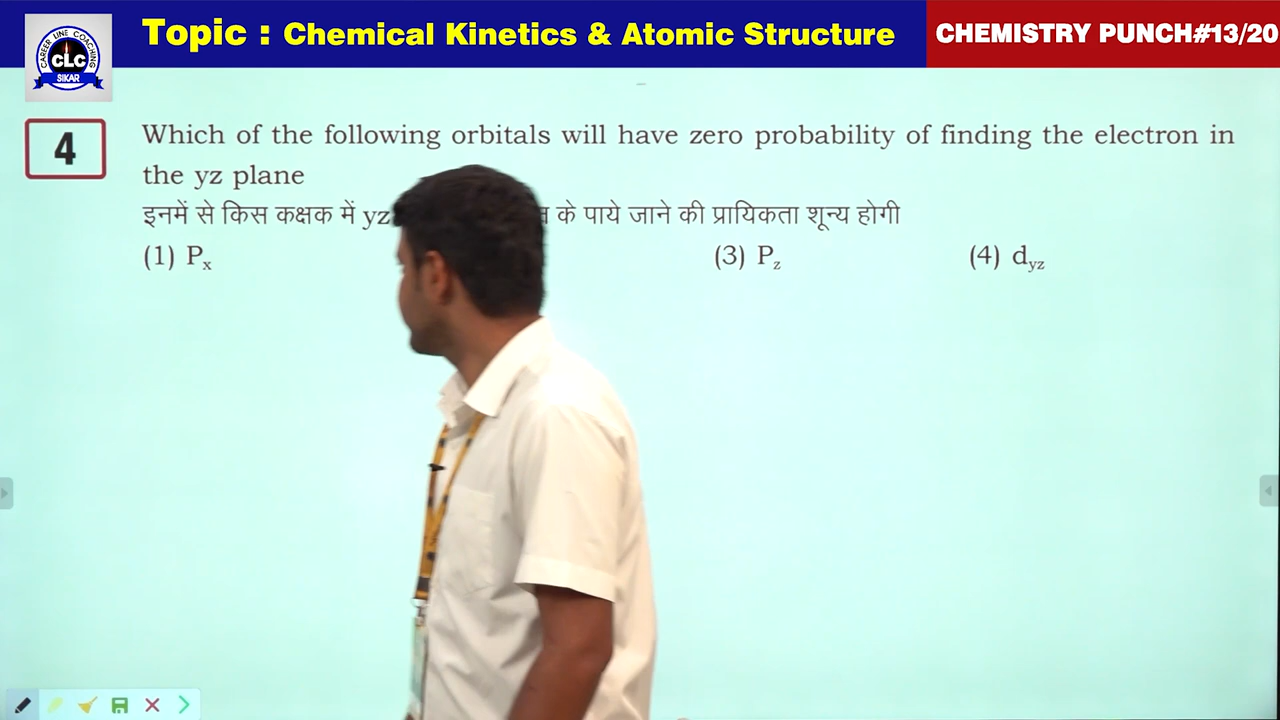 CAREER LINE COACHING
CLC
SIKAR
Topic : Chemical Kinetics & Atomic Structure
CHEMISTRY PUNCH#13/20
4
Which of the following orbitals will have zero probability of finding the electron in
the yz plane
इनमें से किस कक्षक में yz के पाये जाने की प्रायिकता शून्य होगी
(1) Px (3) Pz (4) dyz